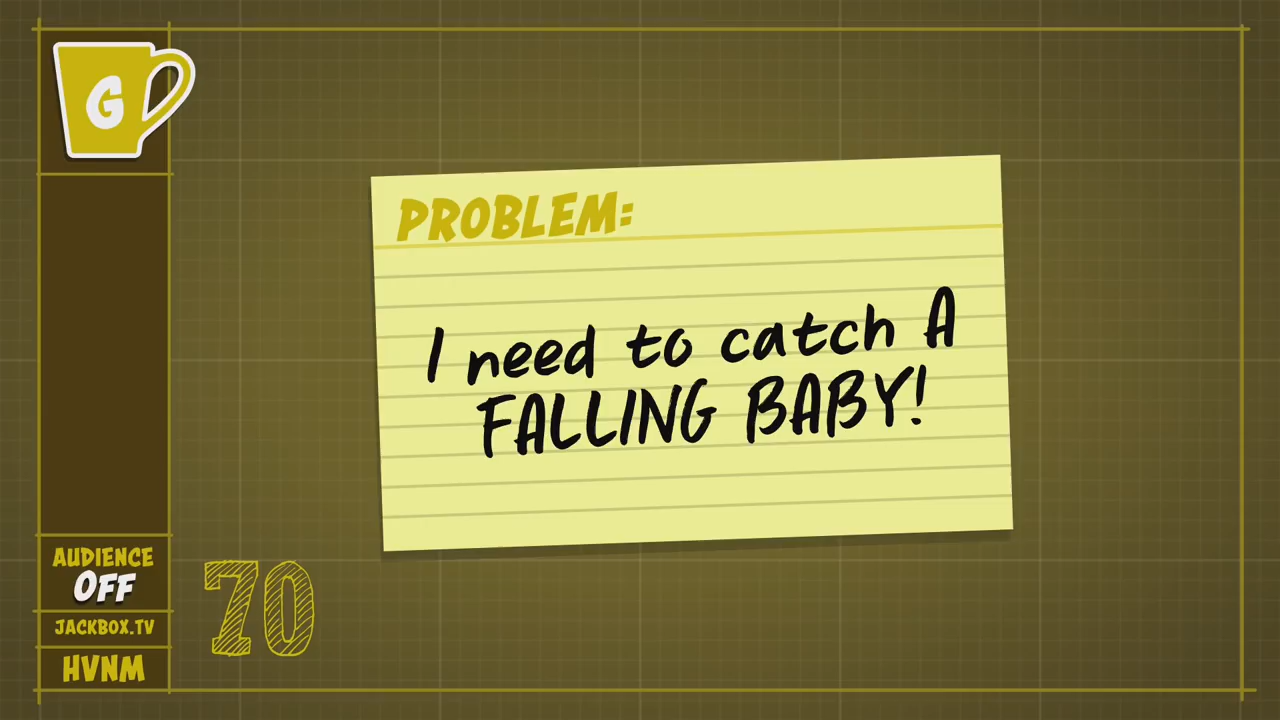 G
PROBLEM:
I need to catch A
FALLING BABY!
AUDIENCE
OFF
JACKBOX.TV
HVNM
70